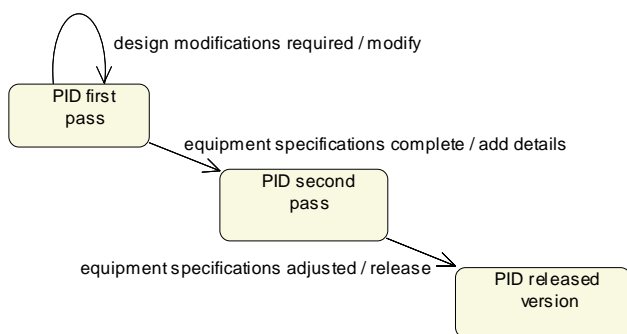 design modifications required / modify
PID first
pass
equipment specifications complete / add details
PID second
pass
equipment specifications adjusted / release
PID released
version